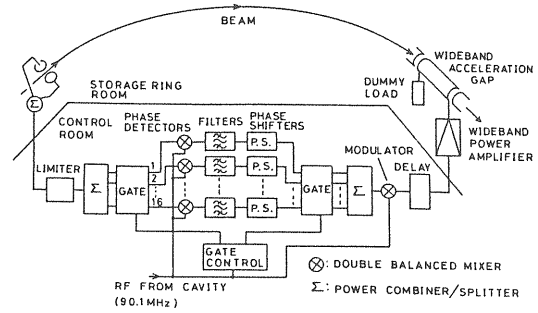 BEAM
WIDEBAND
ACCELERATION
GAP
DUMMY
LOAD
Σ
STORAGE RING
ROOM
CONTROL
ROOM
PHASE
DETECTORS
FILTERS
PHASE
SHIFTERS
WIDEBAND
POWER
AMPLIFIER
MODULATOR
DELAY
LIMITER
Σ
GATE
1
2
16
P.S.
P.S.
P.S.
GATE
Σ
GATE
CONTROL
RF FROM CAVITY
(90.1MHz)
: DOUBLE BALANCED MIXER
Σ : POWER COMBINER/SPLITTER